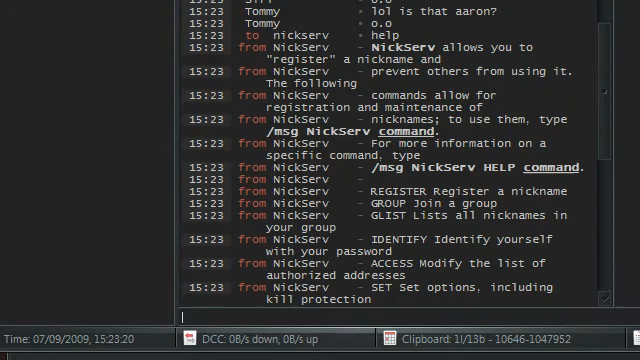 15:23 Tommy • lol is that aaron?
15:23 Tommy • o.o
15:23 to nickserv • help
15:23 from NickServ - NickServ allows you to
"register" a nickname and
15:23 from NickServ - prevent others from using it.
The following
15:23 from NickServ - commands allow for
registration and maintenance of
15:23 from NickServ - nicknames; to use them, type
/msg NickServ command.
15:23 from NickServ - For more information on a
specific command, type
15:23 from NickServ - /msg NickServ HELP command.
15:23 from NickServ -
15:23 from NickServ - REGISTER Register a nickname
15:23 from NickServ - GROUP Join a group
15:23 from NickServ - GLIST Lists all nicknames in
your group
15:23 from NickServ - IDENTIFY Identify yourself
with your password
15:23 from NickServ - ACCESS Modify the list of
authorized addresses
15:23 from NickServ - SET Set options, including
kill protection
Time: 07/09/2009, 15:23:20 DCC: 0B/s down, 0B/s up Clipboard: 1l/13b - 10646-1047952